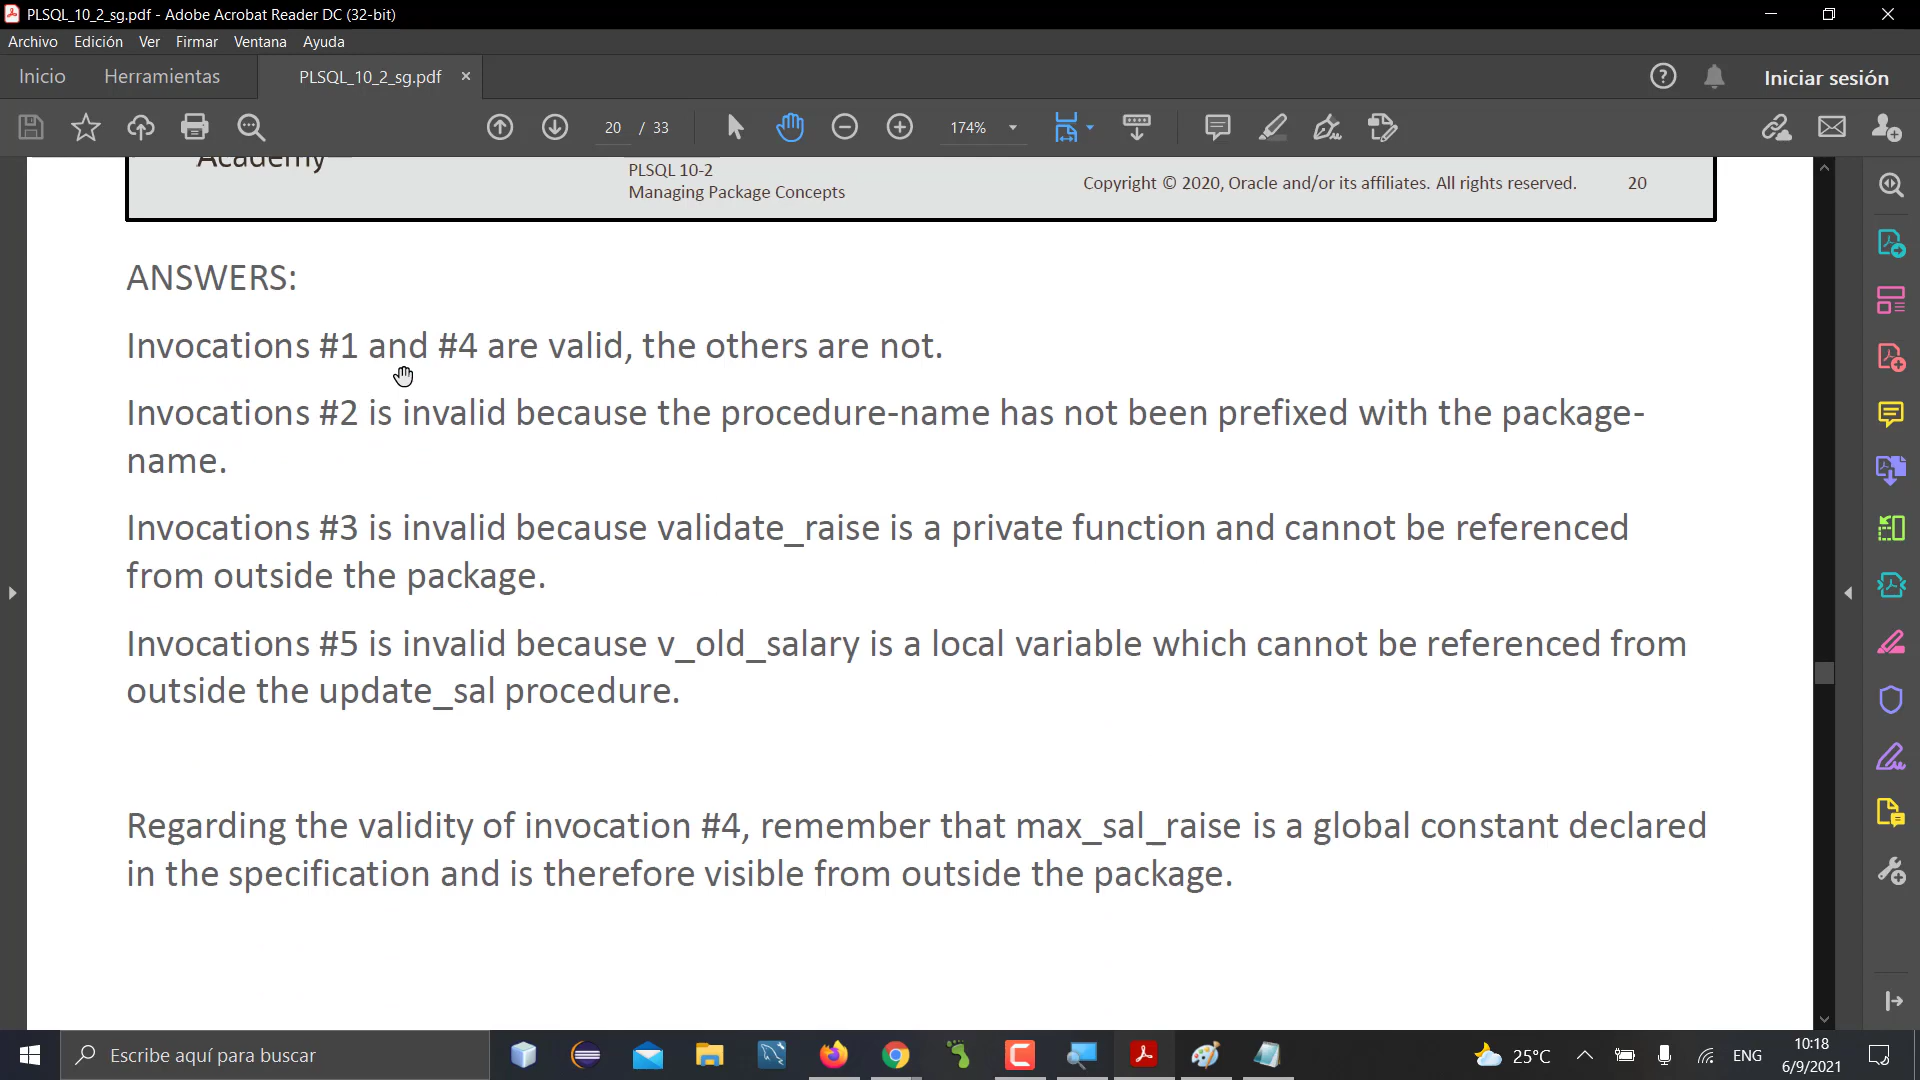 PLSQL_10_2_sg.pdf - Adobe Acrobat Reader DC (32-bit)
Archivo Edición Ver Firmar Ventana Ayuda
Inicio Herramientas PLSQL_10_2_sg.pdf × Iniciar sesión
20 / 33 174%
Academy
PLSQL 10-2
Managing Package Concepts
Copyright © 2020, Oracle and/or its affiliates. All rights reserved. 20
ANSWERS:
Invocations #1 and #4 are valid, the others are not.
Invocations #2 is invalid because the procedure-name has not been prefixed with the package-
name.
Invocations #3 is invalid because validate_raise is a private function and cannot be referenced
from outside the package.
Invocations #5 is invalid because v_old_salary is a local variable which cannot be referenced from
outside the update_sal procedure.
Regarding the validity of invocation #4, remember that max_sal_raise is a global constant declared
in the specification and is therefore visible from outside the package.
Escribe aquí para buscar
25°C
ENG
10:18
6/9/2021